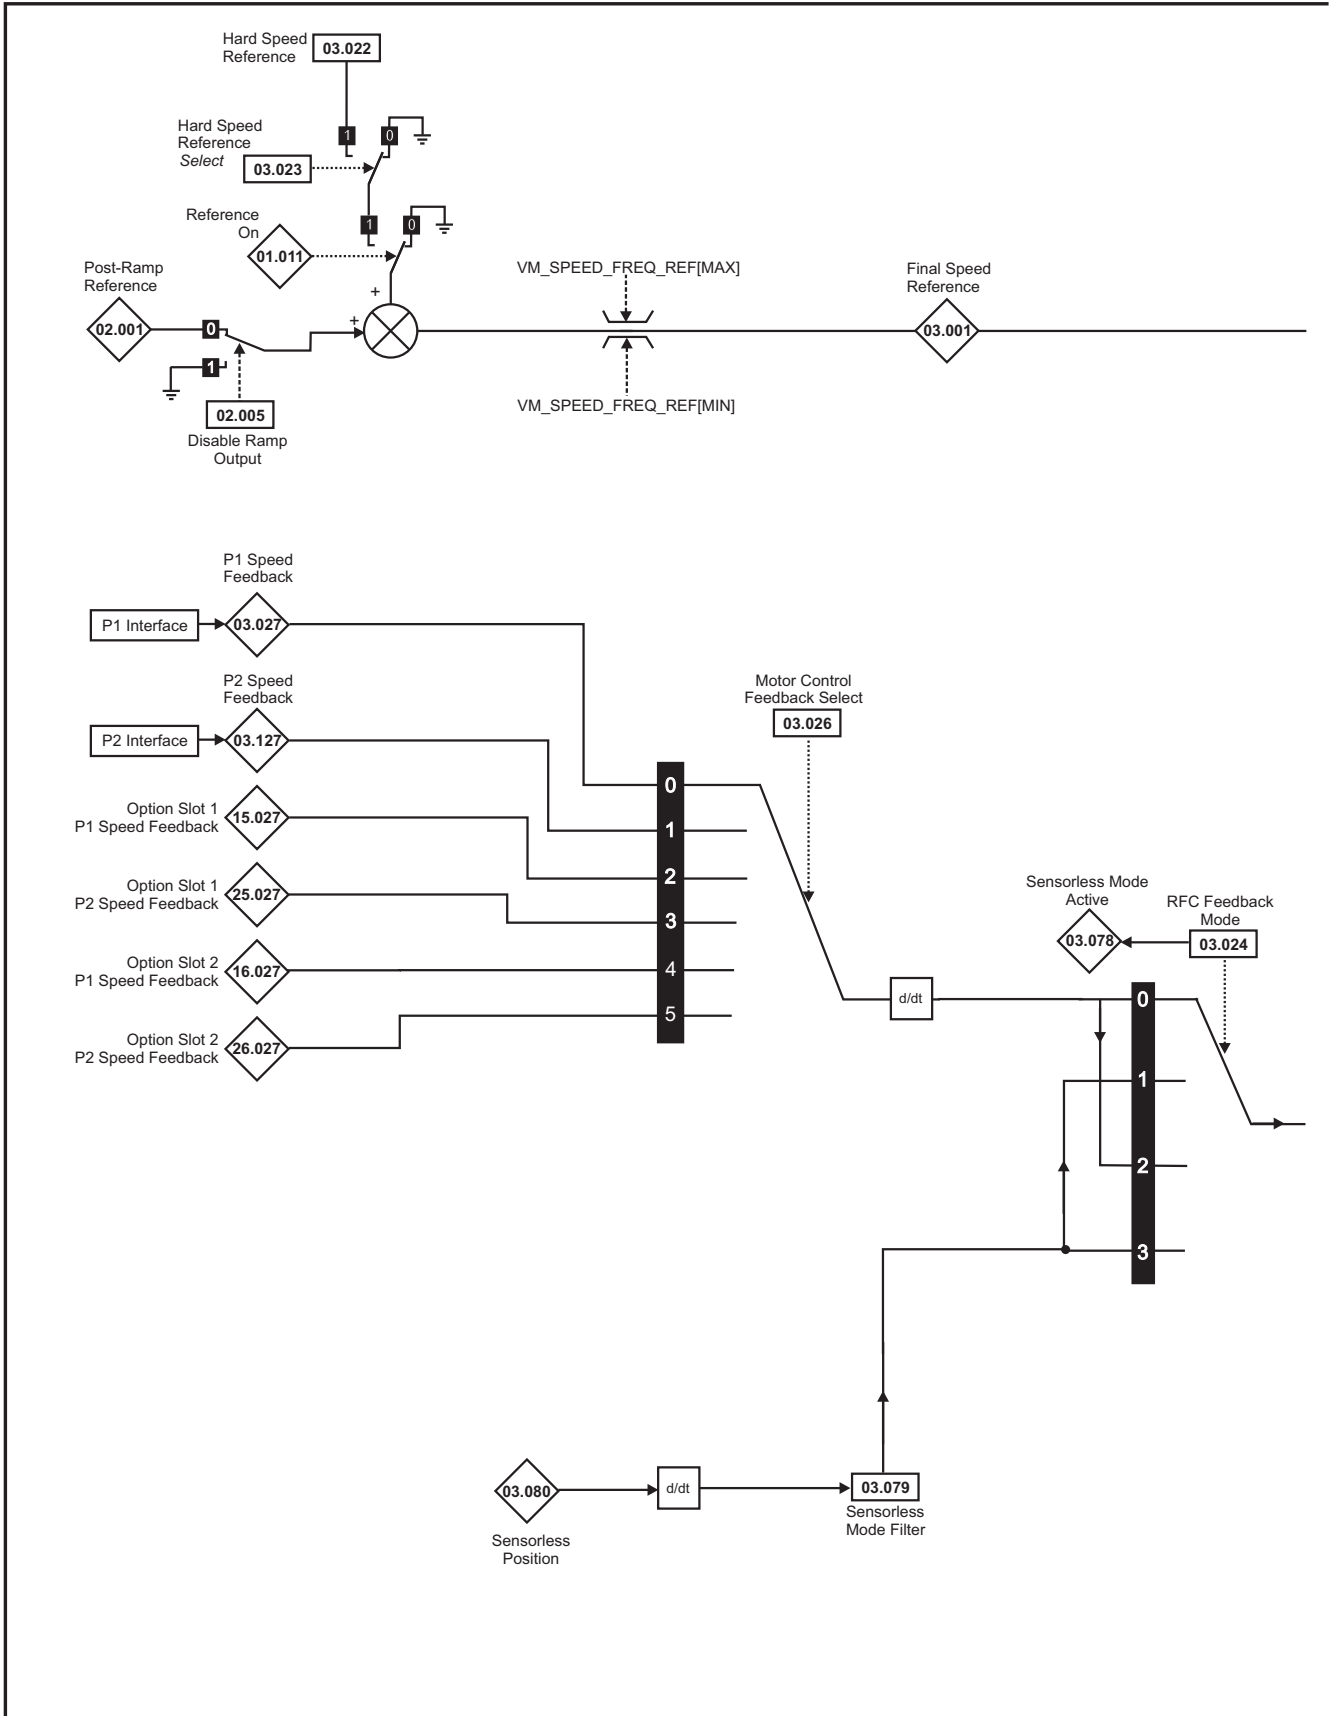 Hard Speed
Reference
03.022
1
0
Hard Speed
Reference
Select
03.023
Reference
On
1
0
01.011
+
VM_SPEED_FREQ_REF[MAX]
Final Speed
Reference
Post-Ramp
Reference
02.001
0
+
03.001
1
VM_SPEED_FREQ_REF[MIN]
02.005
Disable Ramp
Output
P1 Speed
Feedback
P1 Interface
03.027
P2 Speed
Feedback
P2 Interface
03.127
Motor Control
Feedback Select
03.026
Option Slot 1
P1 Speed Feedback
15.027
Option Slot 1
P2 Speed Feedback
25.027
Option Slot 2
P1 Speed Feedback
16.027
Option Slot 2
P2 Speed Feedback
26.027
0
1
2
3
4
5
d/dt
Sensorless Mode
Active
03.078
RFC Feedback
Mode
03.024
0
1
2
3
03.080
Sensorless
Position
d/dt
03.079
Sensorless
Mode Filter